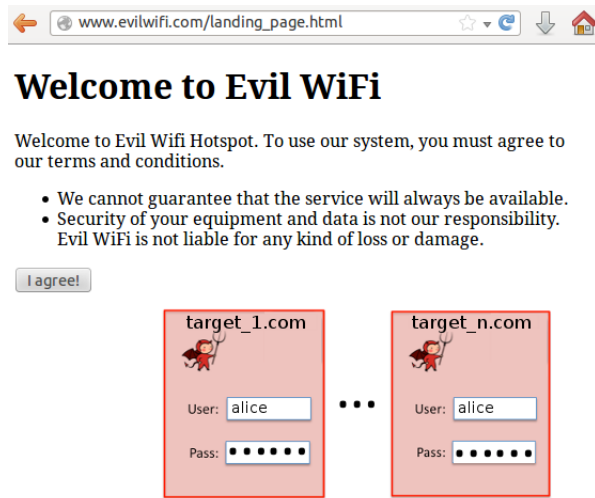 www.evilwifi.com/landing_page.html
Welcome to Evil WiFi
Welcome to Evil Wifi Hotspot. To use our system, you must agree to
our terms and conditions.
• We cannot guarantee that the service will always be available.
• Security of your equipment and data is not our responsibility.
Evil WiFi is not liable for any kind of loss or damage.
I agree!
target_1.com
User: alice
Pass: ••••••
...
target_n.com
User: alice
Pass: ••••••